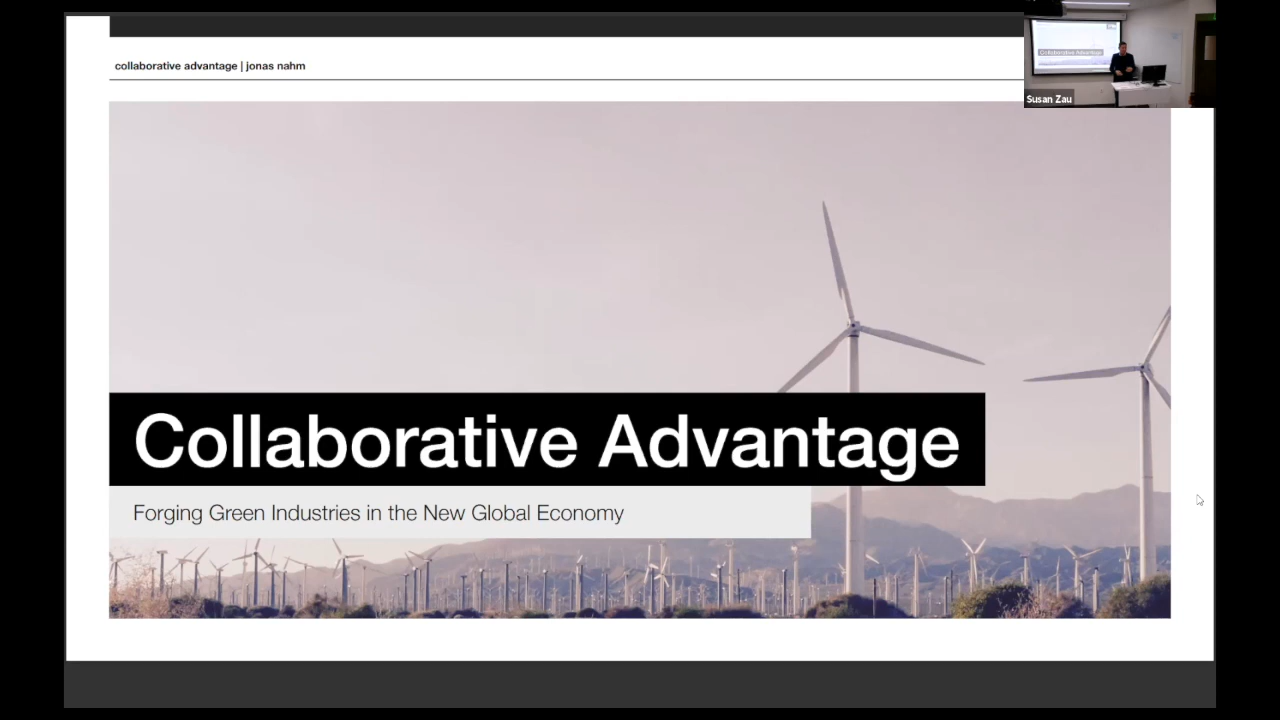 collaborative advantage | jonas nahm
Susan Zau
Collaborative Advantage
Forging Green Industries in the New Global Economy